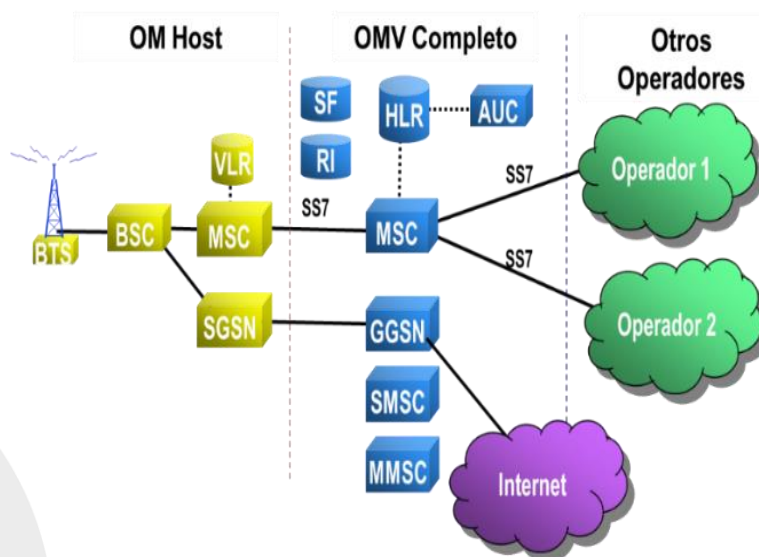 OM Host
OMV Completo
Otros
Operadores
SF
HLR
AUC
VLR
RI
Operador 1
SS7
SS7
BTS
BSC
MSC
MSC
SS7
SGSN
GGSN
Operador 2
SMSC
MMSC
Internet